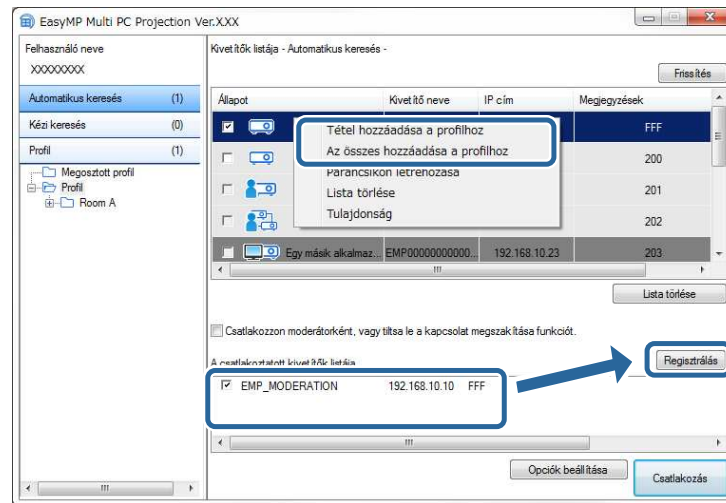 EasyMP Multi PC Projection Ver.X.XX
Felhasználó neve
XXXXXXXX
Automatikus keresés (1)
Kézi keresés (0)
Profil (1)
Megosztott profil
Profil
Room A
Kivetítők listája - Automatikus keresés -
Frissítés
Állapot Kivetítő neve IP cím Megjegyzések
FFF
Tétel hozzáadása a profilhoz
Az összes hozzáadása a profilhoz
200
Parancsikon létrehozása
Lista törlése
201
Tulajdonság
202
Egy másik alkalmaz... EMP00000000000... 192.168.10.23 203
Lista törlése
Csatlakozzon moderátorként, vagy tiltsa le a kapcsolat megszakítása funkciót.
A csatlakoztatott kivetítők listája
Regisztrálás
EMP_MODERATION 192.168.10.10 FFF
Opciók beállítása
Csatlakozás